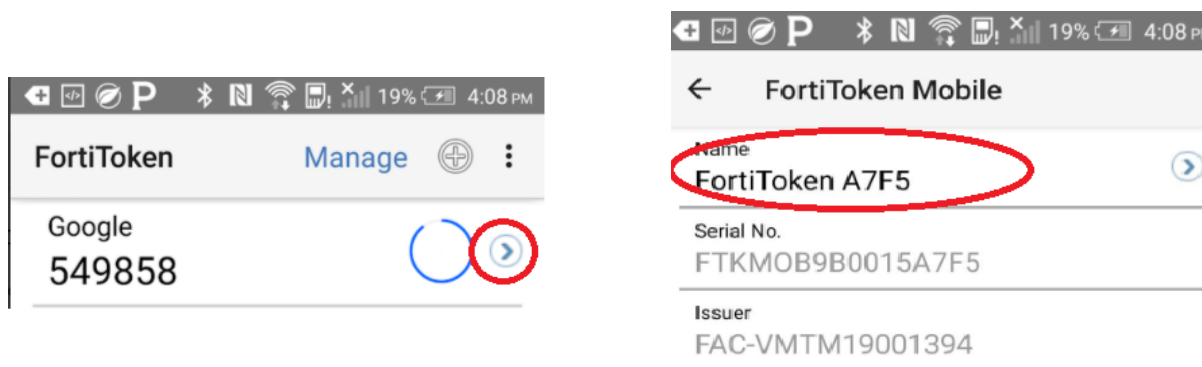 19% 4:08 PM
FortiToken Manage
Google
549858
19% 4:08 PM
FortiToken Mobile
Name
FortiToken A7F5
Serial No.
FTKMOB9B0015A7F5
Issuer
FAC-VMTM19001394